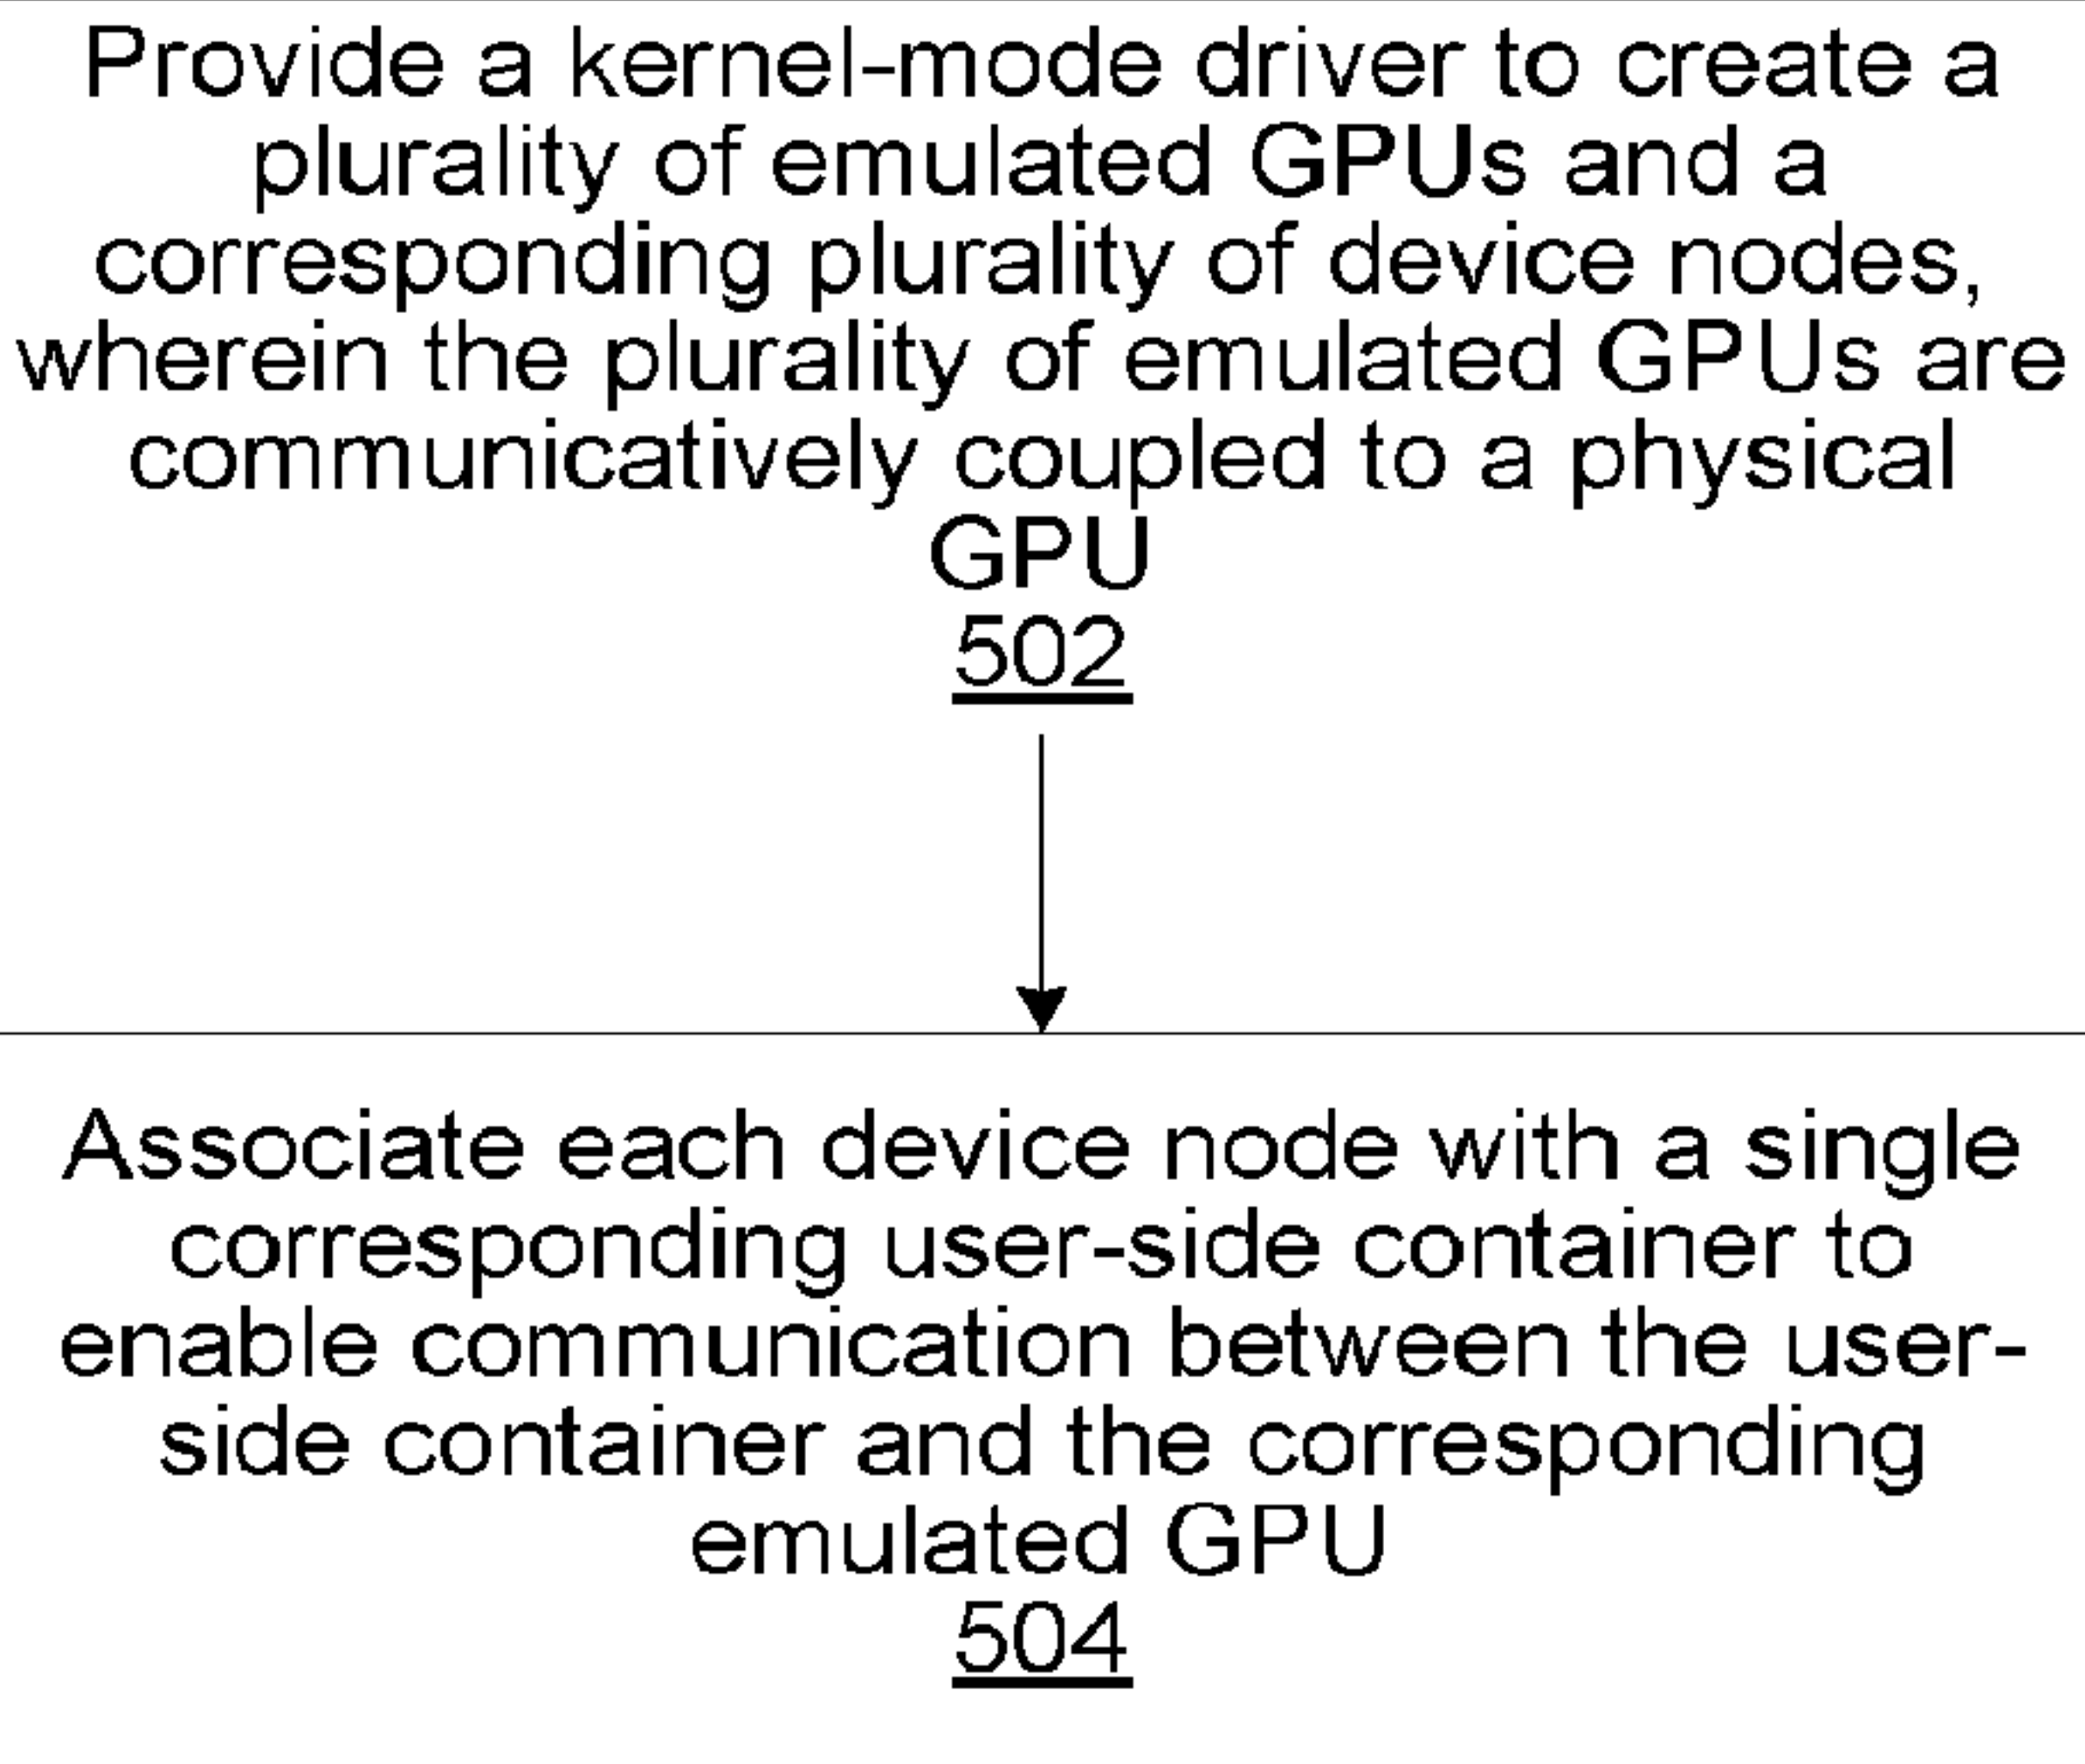 Provide a kernel-mode driver to create a
plurality of emulated GPUs and a
corresponding plurality of device nodes,
wherein the plurality of emulated GPUs are
communicatively coupled to a physical
GPU
502
Associate each device node with a single
corresponding user-side container to
enable communication between the user-
side container and the corresponding
emulated GPU
504